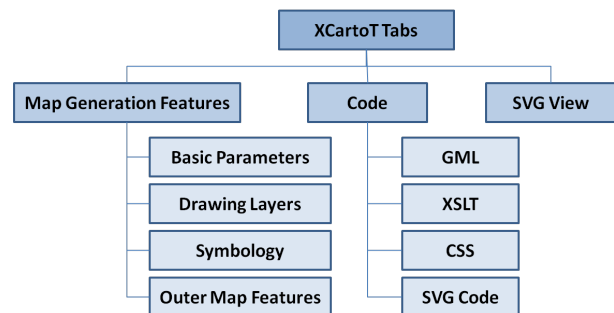 XCartoT Tabs
Map Generation Features
Code
SVG View
Basic Parameters
GML
Drawing Layers
XSLT
Symbology
CSS
Outer Map Features
SVG Code